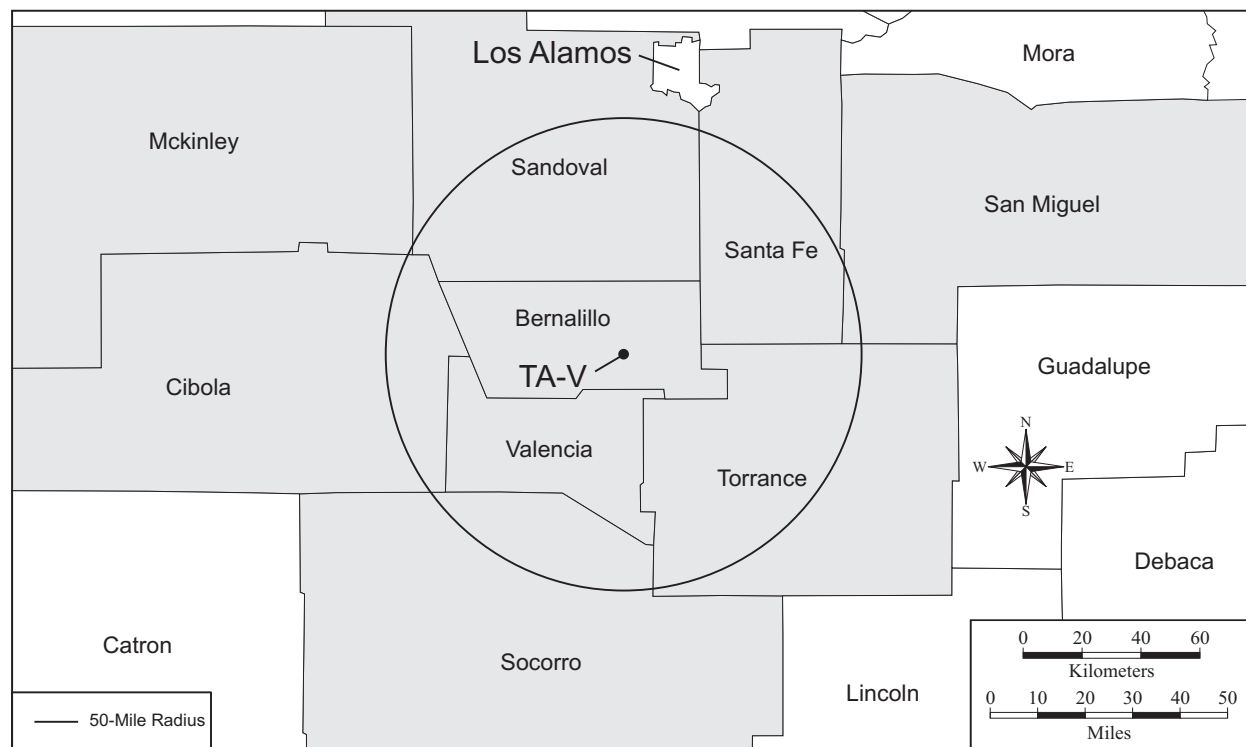 Los Alamos
Mora
Mckinley
Sandoval
San Miguel
Santa Fe
Bernalillo
TA-V
Guadalupe
Cibola
Valencia
Torrance
N
W
E
S
Debaca
Catron
Socorro
Lincoln
0 20 40 60
Kilometers
0 10 20 30 40 50
Miles
50-Mile Radius